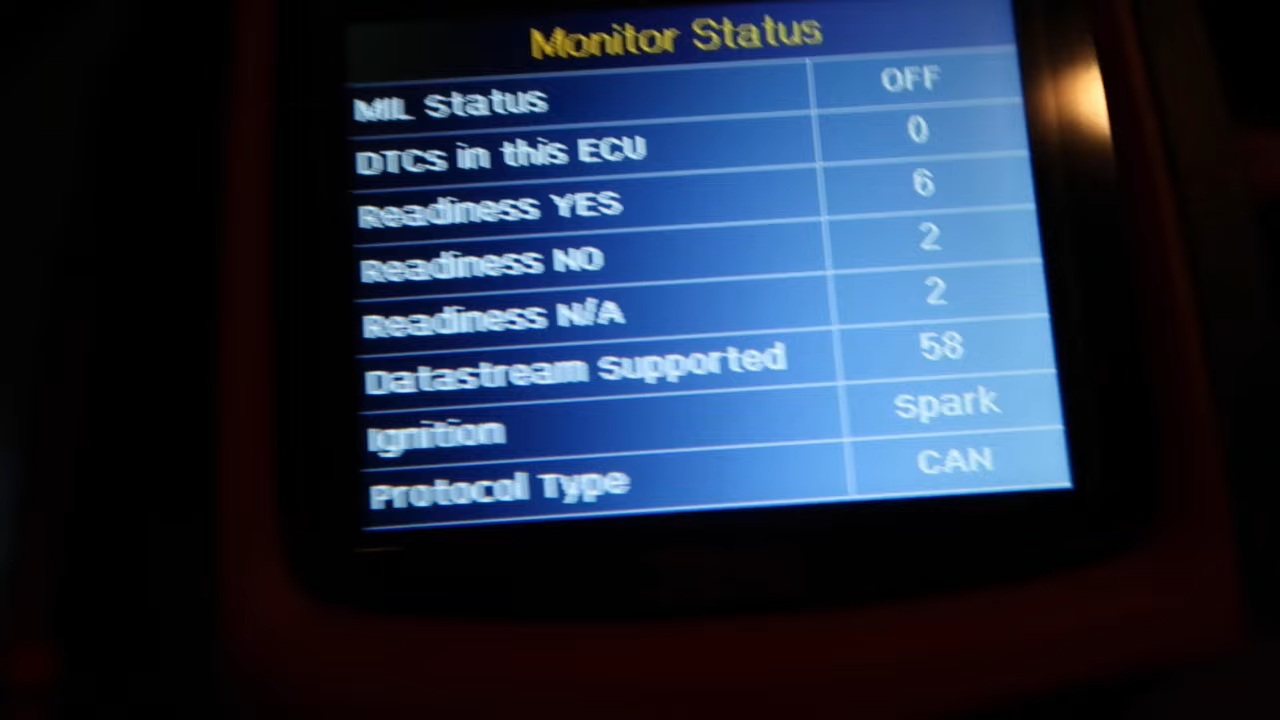 Monitor Status
MIL Status OFF
DTCs in this ECU 0
Readiness YES 6
Readiness NO 2
Readiness N/A 2
Datastream Supported 58
Ignition Spark
Protocol Type CAN